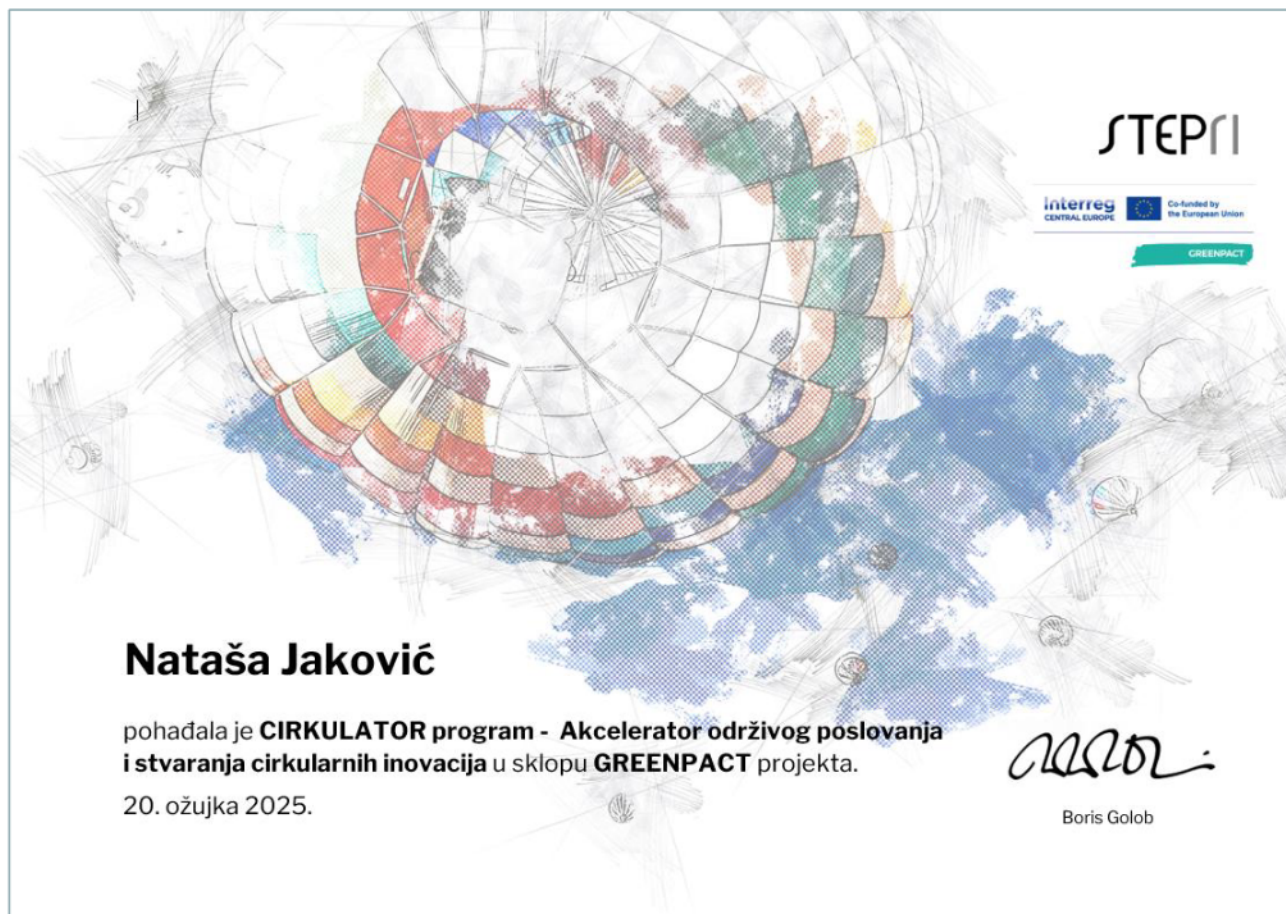 STEPRI
Interreg
CENTRAL EUROPE
Co-funded by
the European Union
GREENPACT
Nataša Jaković
pohađala je CIRKULATOR program - Akcelerator održivog poslovanja
i stvaranja cirkularnih inovacija u sklopu GREENPACT projekta.
20. ožujka 2025.
Boris Golob